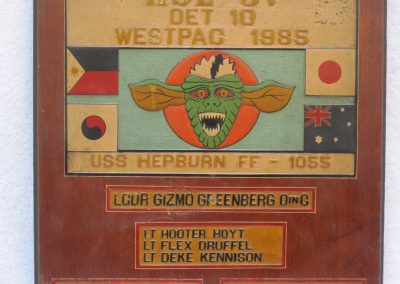 DET 10
WESTPAC 1985
USS HEPBURN FF - 1055
LCDR GIZMO GREENBERG OinC
LT HOOTER HOYT
LT FLEX DRUFFEL
LT DEKE KENNISON